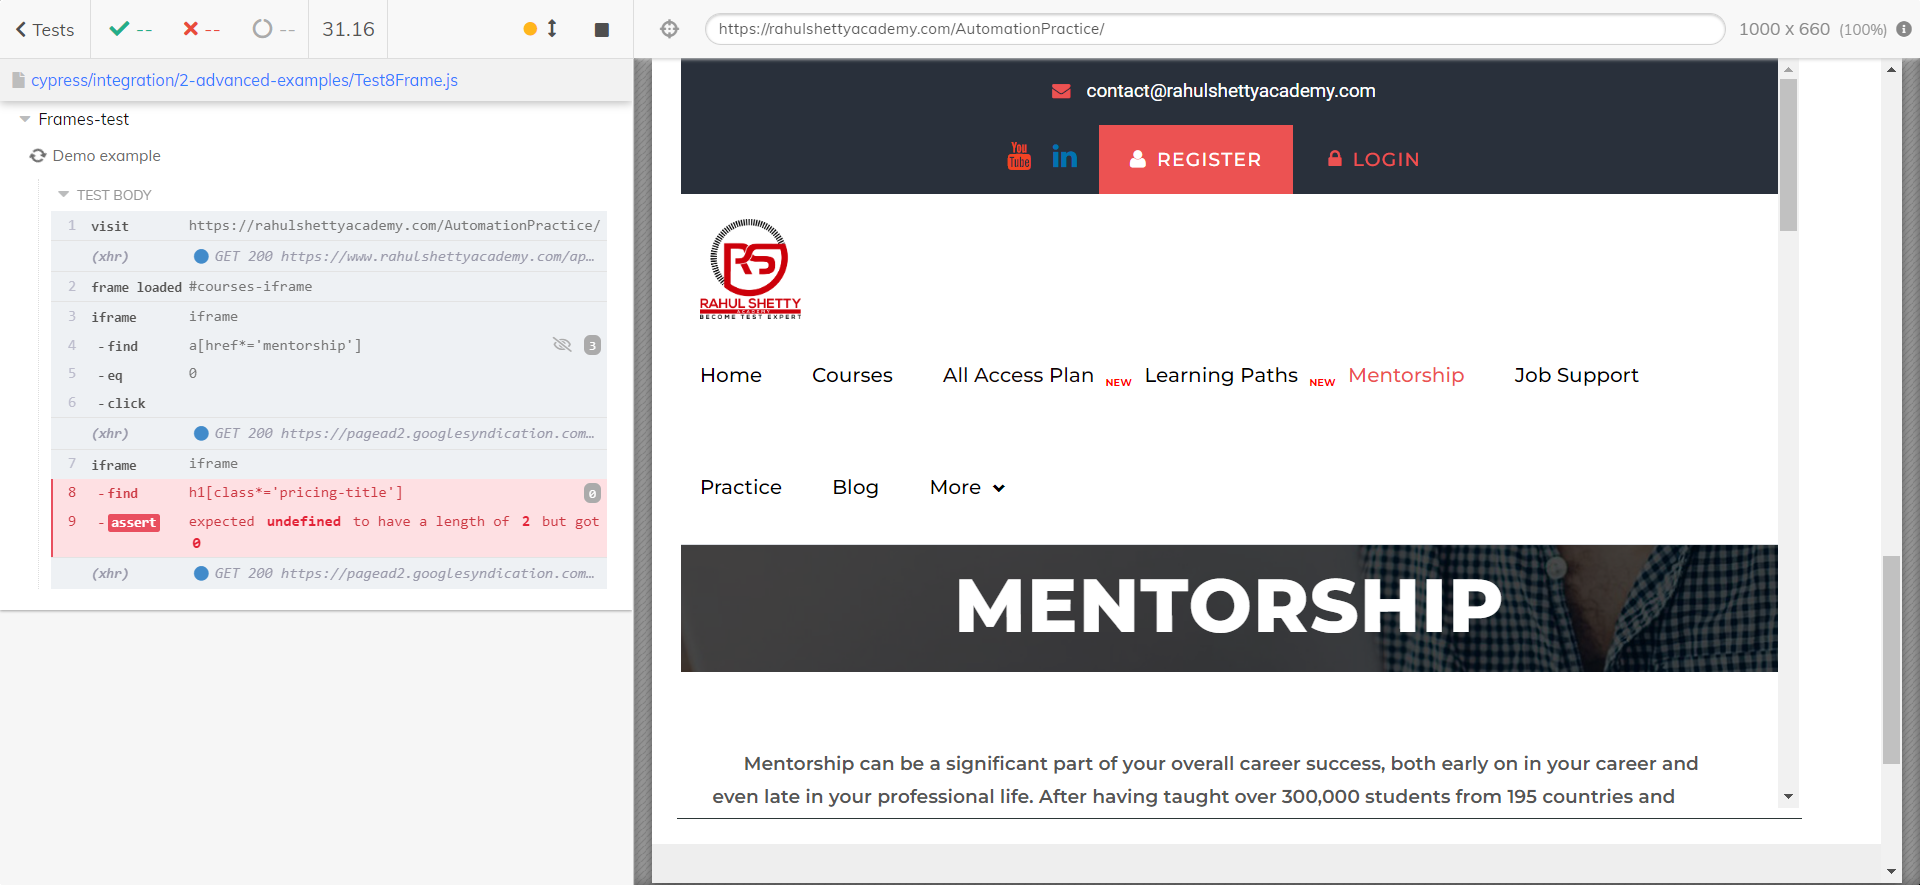 Tests -- -- -- 31.16
https://rahulshettyacademy.com/AutomationPractice/ 1000 x 660 (100%)
cypress/integration/2-advanced-examples/Test8Frame.js
Frames-test
Demo example
TEST BODY
1 visit https://rahulshettyacademy.com/AutomationPractice/
(xhr) GET 200 https://www.rahulshettyacademy.com/ap…
2 frame loaded #courses-iframe
3 iframe iframe
4 -find a[href*='mentorship'] 3
5 -eq 0
6 -click
(xhr) GET 200 https://pagead2.googlesyndication.com…
7 iframe iframe
8 -find h1[class*='pricing-title'] 0
9 -assert expected undefined to have a length of 2 but got
0
(xhr) GET 200 https://pagead2.googlesyndication.com…
contact@rahulshettyacademy.com
You Tube in REGISTER LOGIN
RS
RAHUL SHETTY
ACADEMY
BECOME TEST EXPERT
Home Courses All Access Plan NEW Learning Paths NEW Mentorship Job Support
Practice Blog More
MENTORSHIP
Mentorship can be a significant part of your overall career success, both early on in your career and
even late in your professional life. After having taught over 300,000 students from 195 countries and